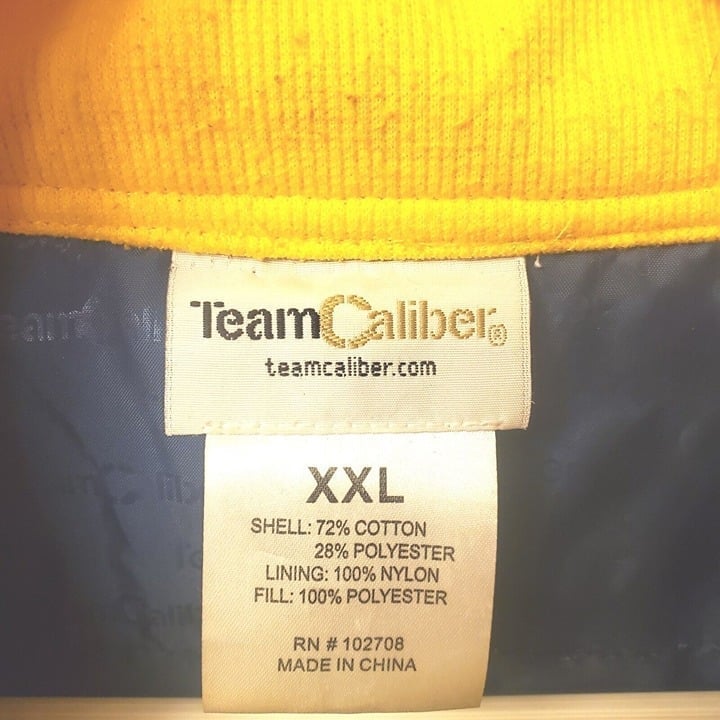 TeamCaliber®
teamcaliber.com
XXL
SHELL: 72% COTTON
28% POLYESTER
LINING: 100% NYLON
FILL: 100% POLYESTER
RN # 102708
MADE IN CHINA